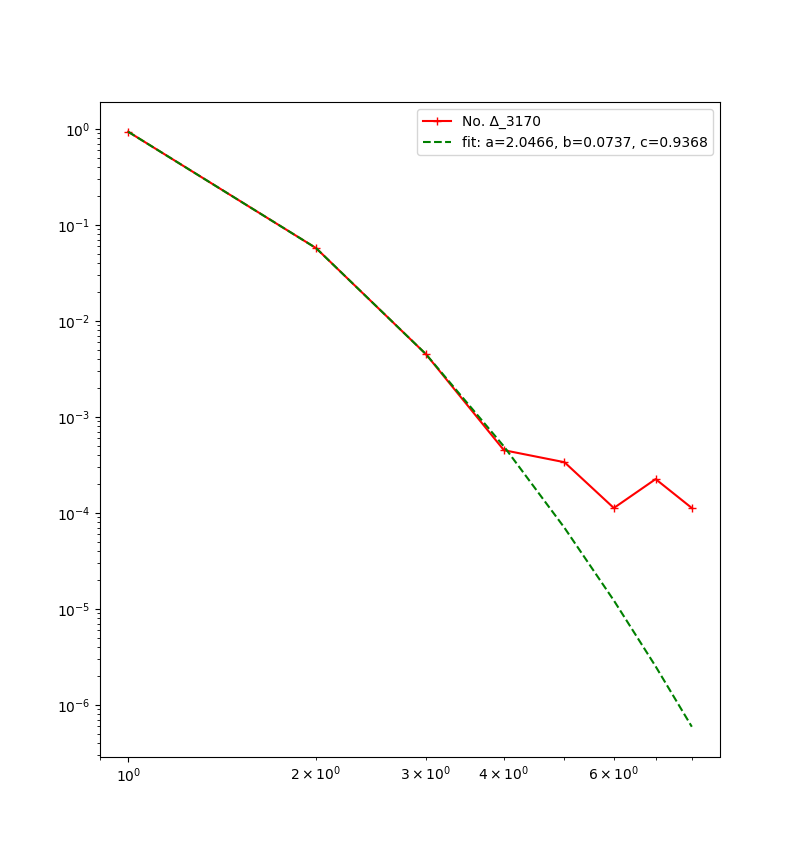 No. Δ_3170
fit: a=2.0466, b=0.0737, c=0.9368
10⁰
10⁻¹
10⁻²
10⁻³
10⁻⁴
10⁻⁵
10⁻⁶
10⁰ 2 × 10⁰ 3 × 10⁰ 4 × 10⁰ 6 × 10⁰